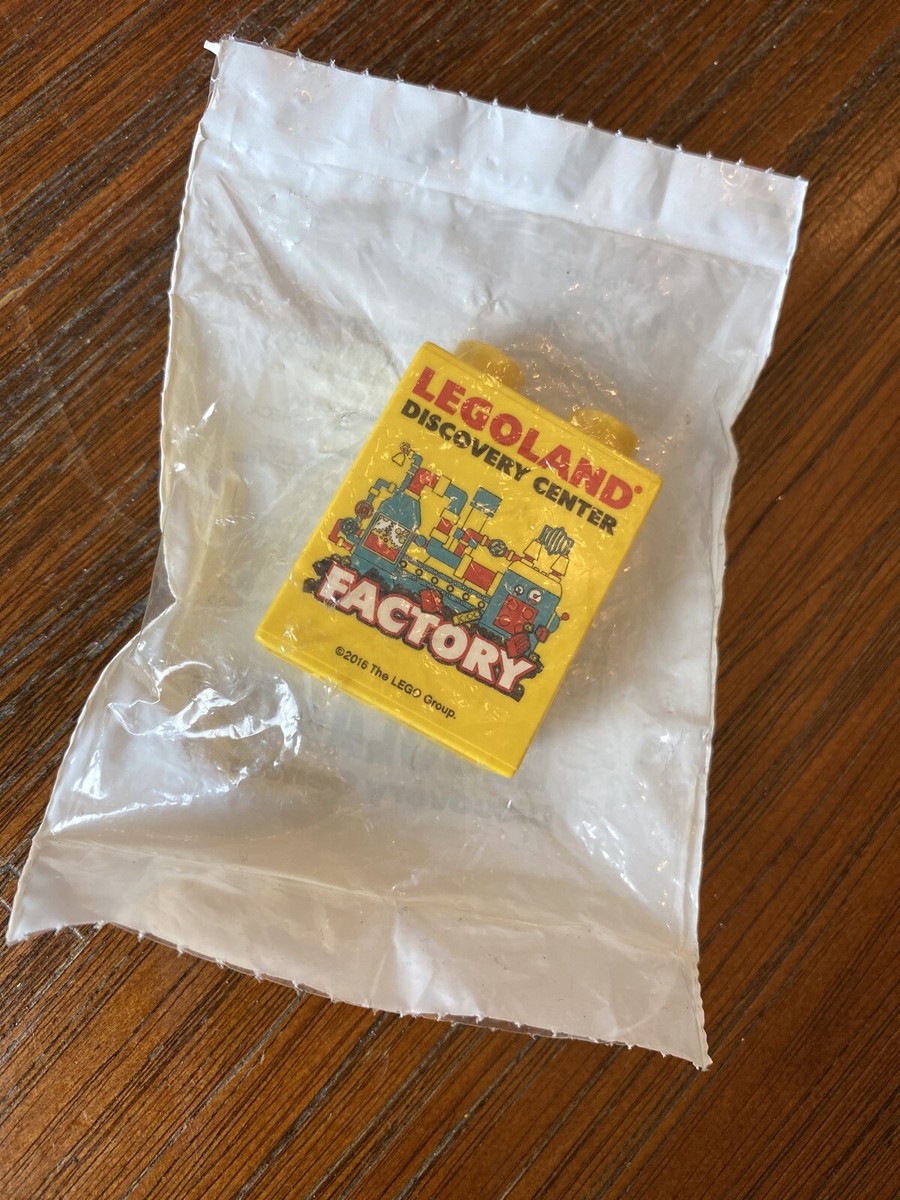 LEGOLAND®
DISCOVERY CENTER
FACTORY
©2016 The LEGO Group.